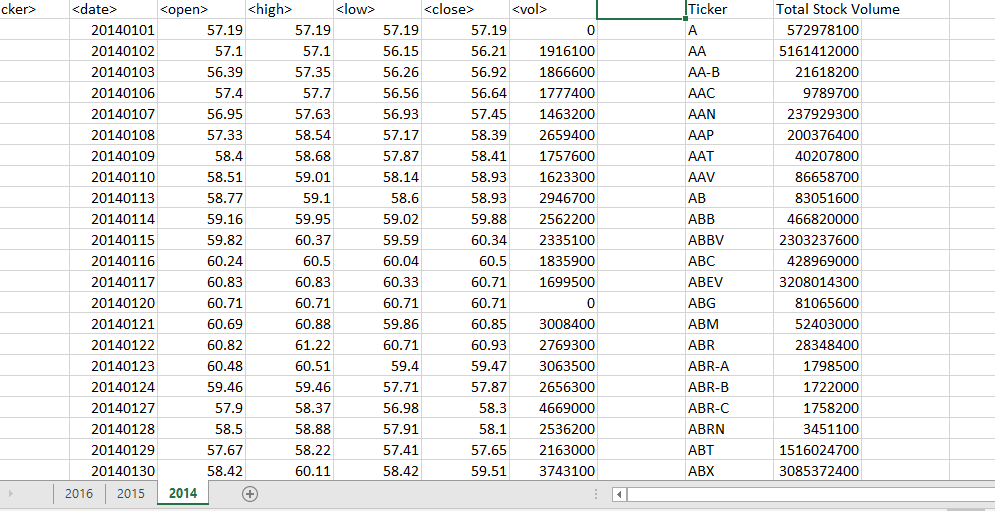 cker> <date> <open> <high> <low> <close> <vol> Ticker Total Stock Volume
20140101 57.19 57.19 57.19 57.19 0 A 572978100
20140102 57.1 57.1 56.15 56.21 1916100 AA 5161412000
20140103 56.39 57.35 56.26 56.92 1866600 AA-B 21618200
20140106 57.4 57.7 56.56 56.64 1777400 AAC 9789700
20140107 56.95 57.63 56.93 57.45 1463200 AAN 237929300
20140108 57.33 58.54 57.17 58.39 2659400 AAP 200376400
20140109 58.4 58.68 57.87 58.41 1757600 AAT 40207800
20140110 58.51 59.01 58.14 58.93 1623300 AAV 86658700
20140113 58.77 59.1 58.6 58.93 2946700 AB 83051600
20140114 59.16 59.95 59.02 59.88 2562200 ABB 466820000
20140115 59.82 60.37 59.59 60.34 2335100 ABBV 2303237600
20140116 60.24 60.5 60.04 60.5 1835900 ABC 428969000
20140117 60.83 60.83 60.33 60.71 1699500 ABEV 3208014300
20140120 60.71 60.71 60.71 60.71 0 ABG 81065600
20140121 60.69 60.88 59.86 60.85 3008400 ABM 52403000
20140122 60.82 61.22 60.71 60.93 2769300 ABR 28348400
20140123 60.48 60.51 59.4 59.47 3063500 ABR-A 1798500
20140124 59.46 59.46 57.71 57.87 2656300 ABR-B 1722000
20140127 57.9 58.37 56.98 58.3 4669000 ABR-C 1758200
20140128 58.5 58.88 57.91 58.1 2536200 ABRN 3451100
20140129 57.67 58.22 57.41 57.65 2163000 ABT 1516024700
20140130 58.42 60.11 58.42 59.51 3743100 ABX 3085372400
2016 2015 2014